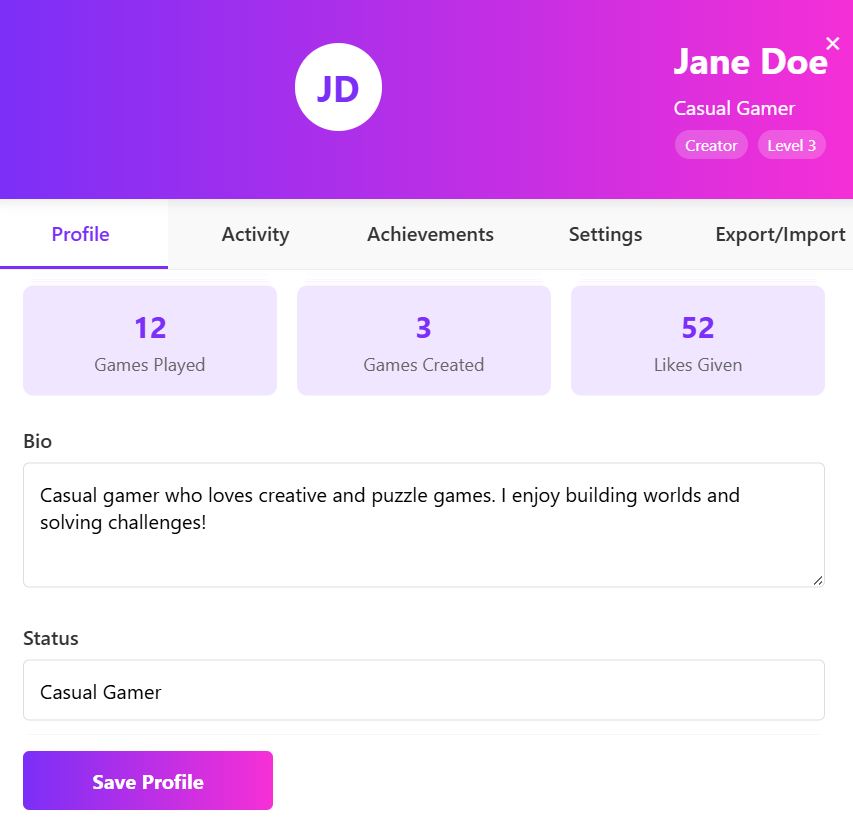 JD
Jane Doe
×
Casual Gamer
Creator Level 3
Profile Activity Achievements Settings Export/Import
12 3 52
Games Played Games Created Likes Given
Bio
Casual gamer who loves creative and puzzle games. I enjoy building worlds and
solving challenges!
Status
Casual Gamer
Save Profile